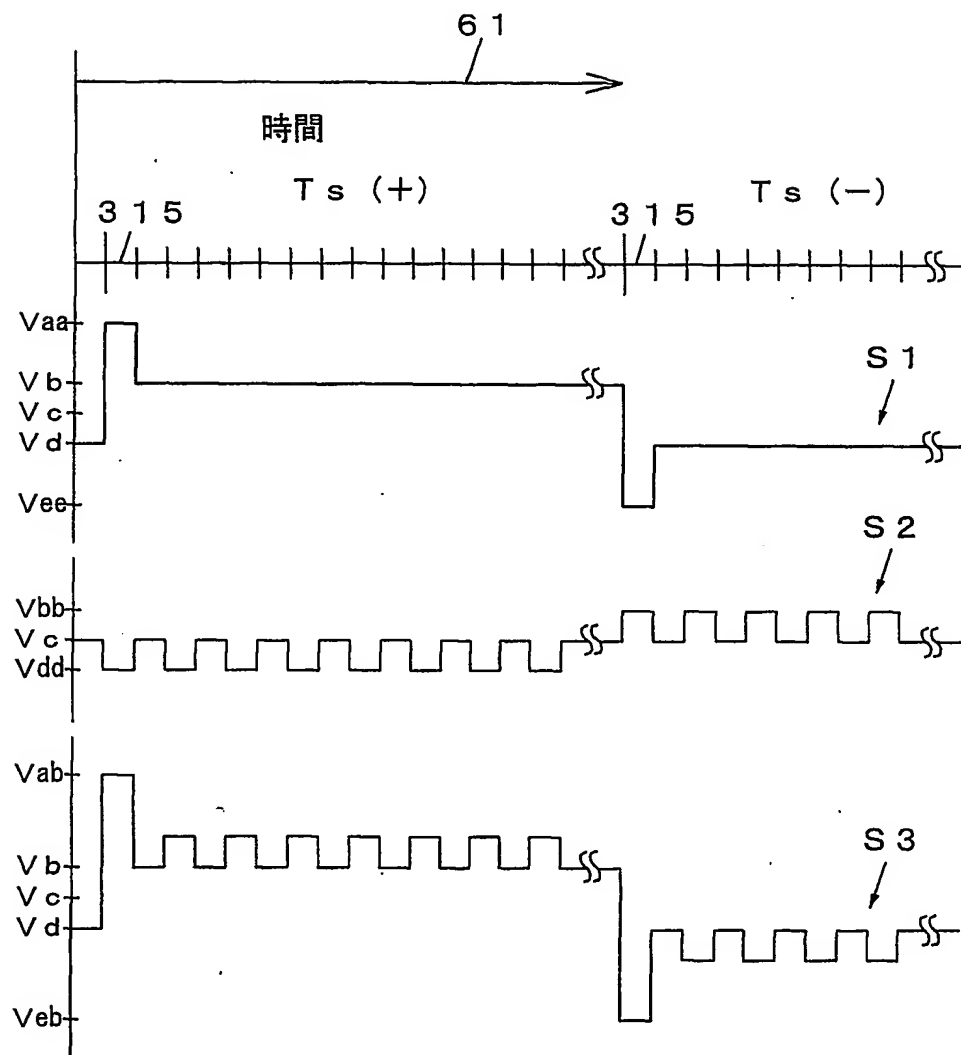 61
時間
Ts (+)
Ts (−)
315
315
Vaa
Vb
Vc
Vd
Vee
S1
S2
Vbb
Vc
Vdd
Vab
Vb
Vc
Vd
Veb
S3